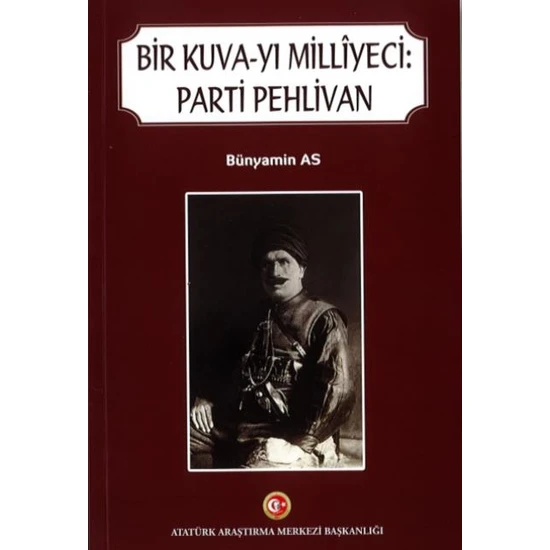 BİR KUVA-YI MİLLÎYECİ:
PARTİ PEHLİVAN
Bünyamin AS
ATATÜRK ARAŞTIRMA MERKEZİ BAŞKANLIĞI